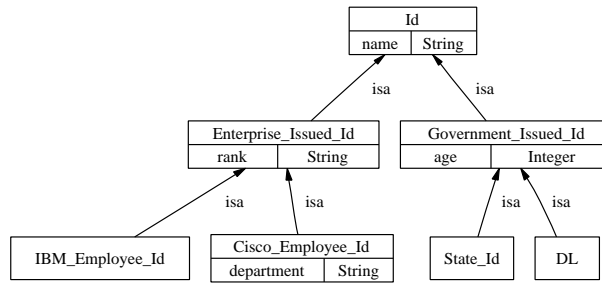 Id
name String
isa isa
Enterprise_Issued_Id Government_Issued_Id
rank String age Integer
isa isa isa isa
IBM_Employee_Id Cisco_Employee_Id State_Id DL
department String